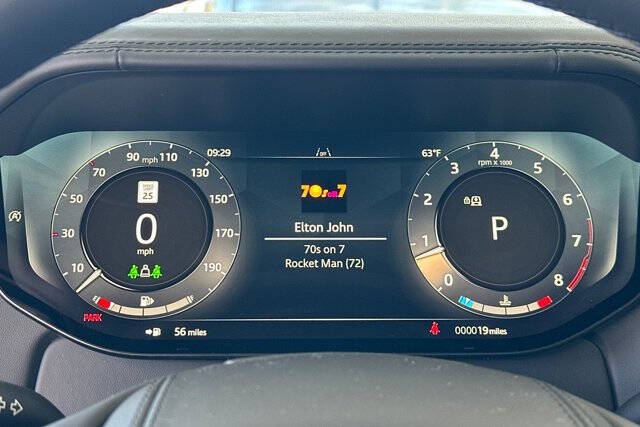 09:29
OFF
63°F
90 mph 110
70 130
50 150
30 170
10 190
SPEED LIMIT
25
0
mph
70s on 7
Elton John
70s on 7
Rocket Man (72)
4
rpm x 1000
3 5
2 6
1 7
0 8
P
PARK
56 miles
000019 miles